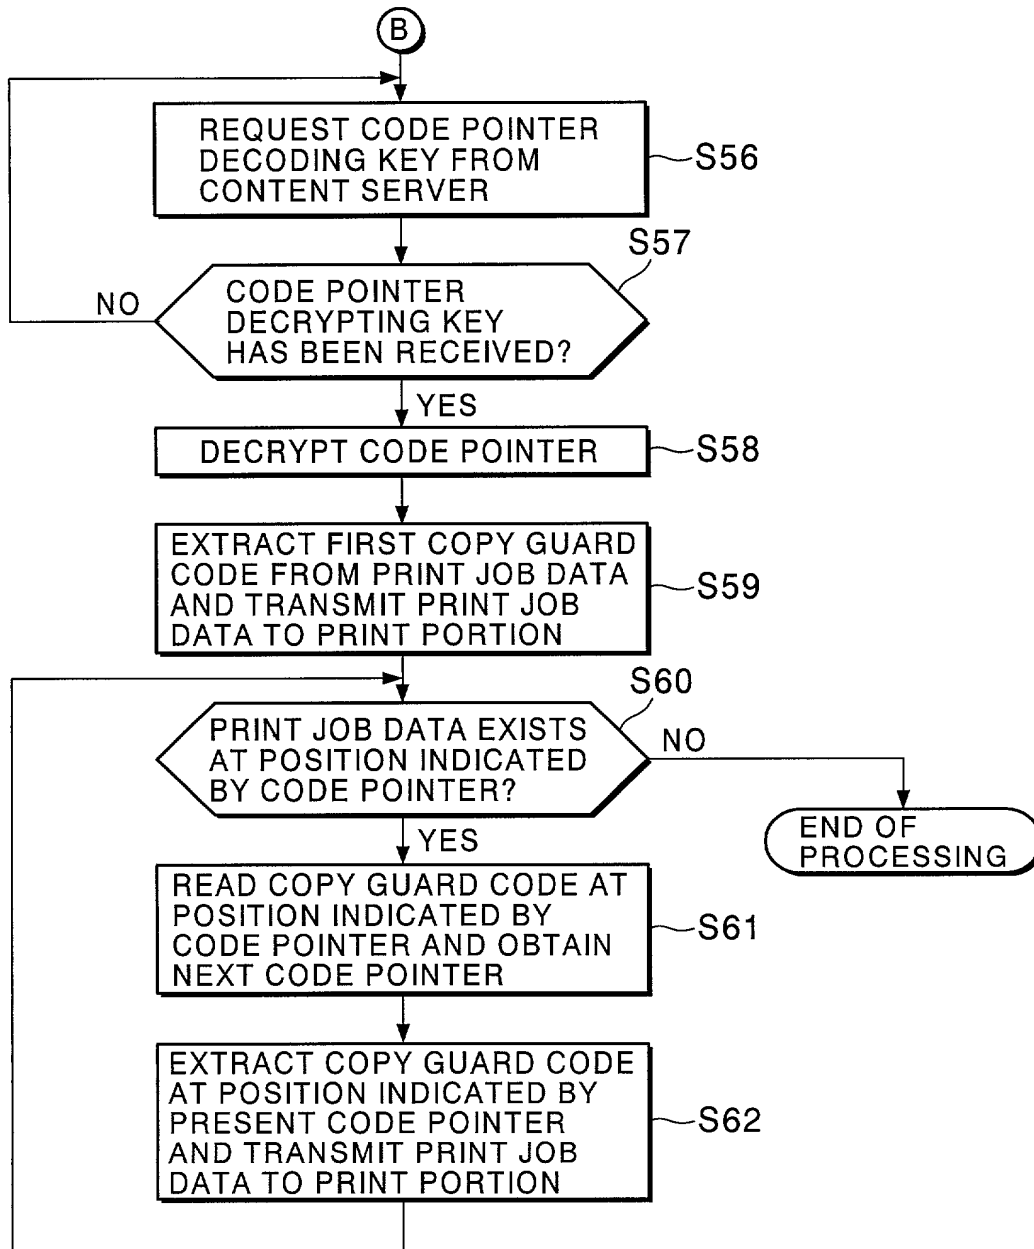 B
REQUEST CODE POINTER
DECODING KEY FROM
CONTENT SERVER
S56
S57
CODE POINTER
DECRYPTING KEY
HAS BEEN RECEIVED?
NO
YES
DECRYPT CODE POINTER
S58
EXTRACT FIRST COPY GUARD
CODE FROM PRINT JOB DATA
AND TRANSMIT PRINT JOB
DATA TO PRINT PORTION
S59
S60
PRINT JOB DATA EXISTS
AT POSITION INDICATED
BY CODE POINTER?
NO
YES
END OF
PROCESSING
READ COPY GUARD CODE AT
POSITION INDICATED BY
CODE POINTER AND OBTAIN
NEXT CODE POINTER
S61
EXTRACT COPY GUARD CODE
AT POSITION INDICATED BY
PRESENT CODE POINTER
AND TRANSMIT PRINT JOB
DATA TO PRINT PORTION
S62